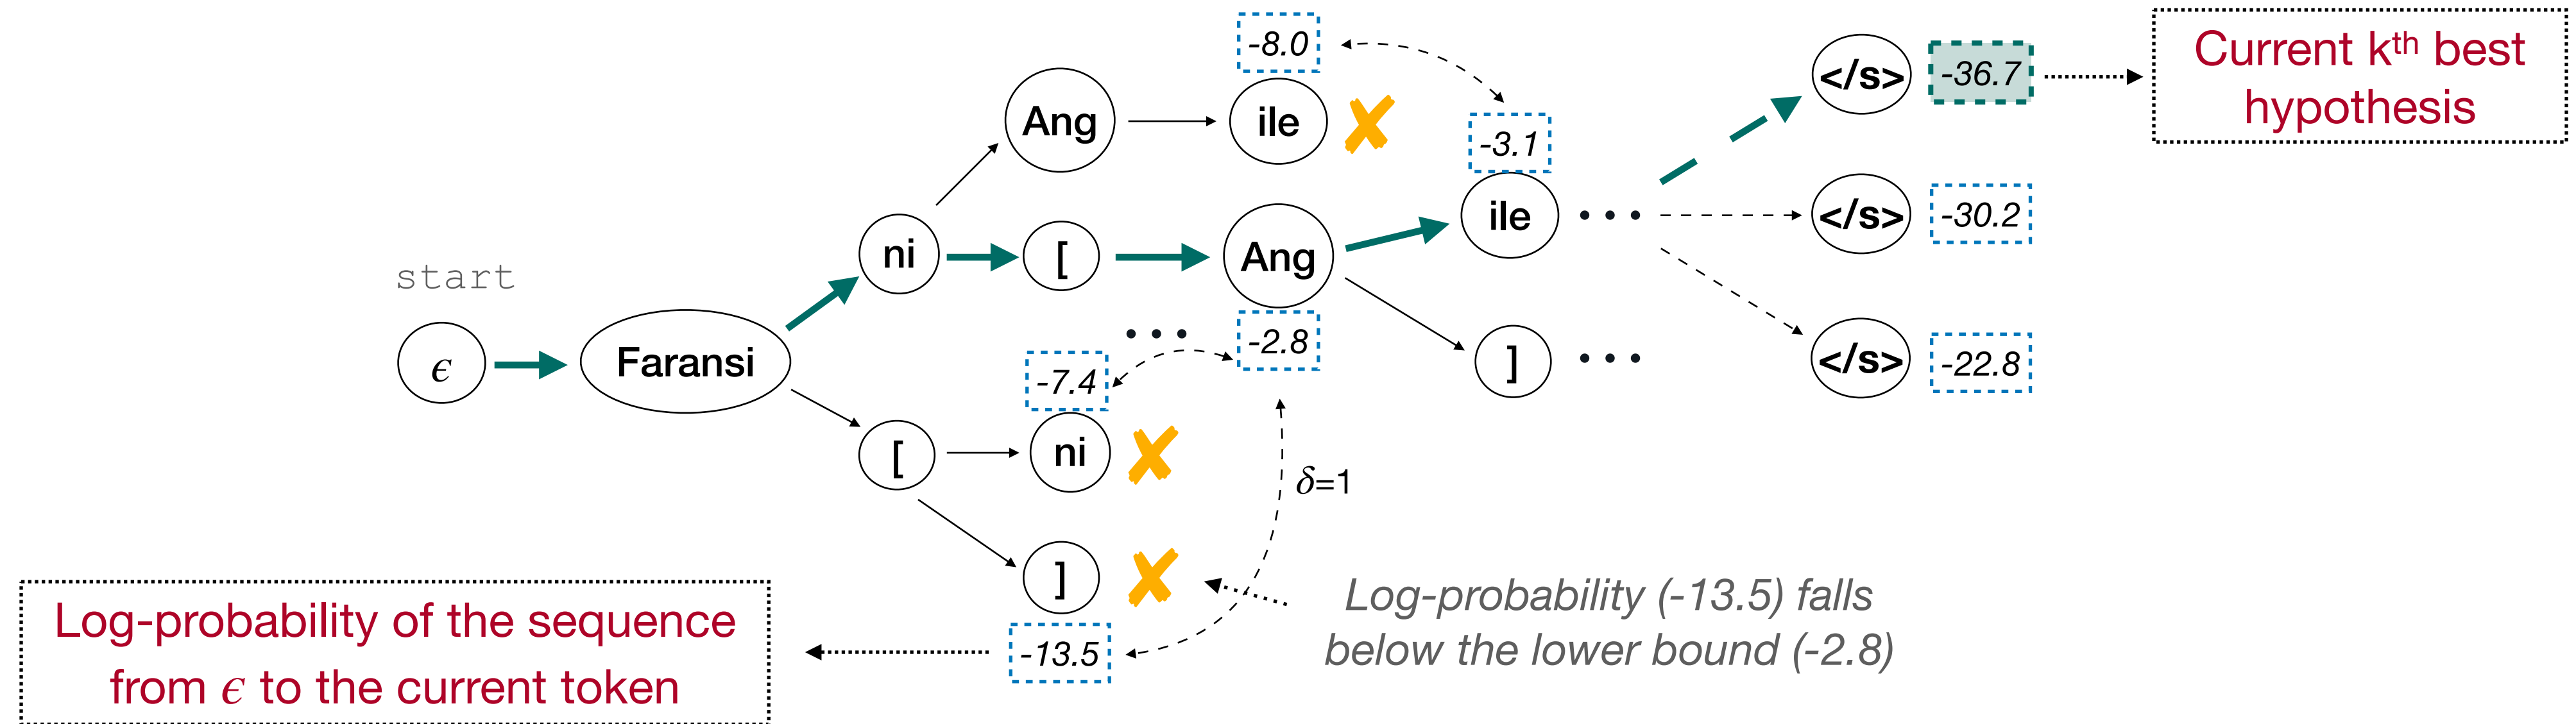 -8.0
</s>
-36.7
Current kth best
hypothesis
Ang
ile
✘
-3.1
ni
[
Ang
ile
...
</s>
-30.2
start
ϵ
Faransi
...
-2.8
]
...
</s>
-22.8
-7.4
[
ni
✘
δ=1
]
✘
-13.5
Log-probability (-13.5) falls
below the lower bound (-2.8)
Log-probability of the sequence
from ϵ to the current token